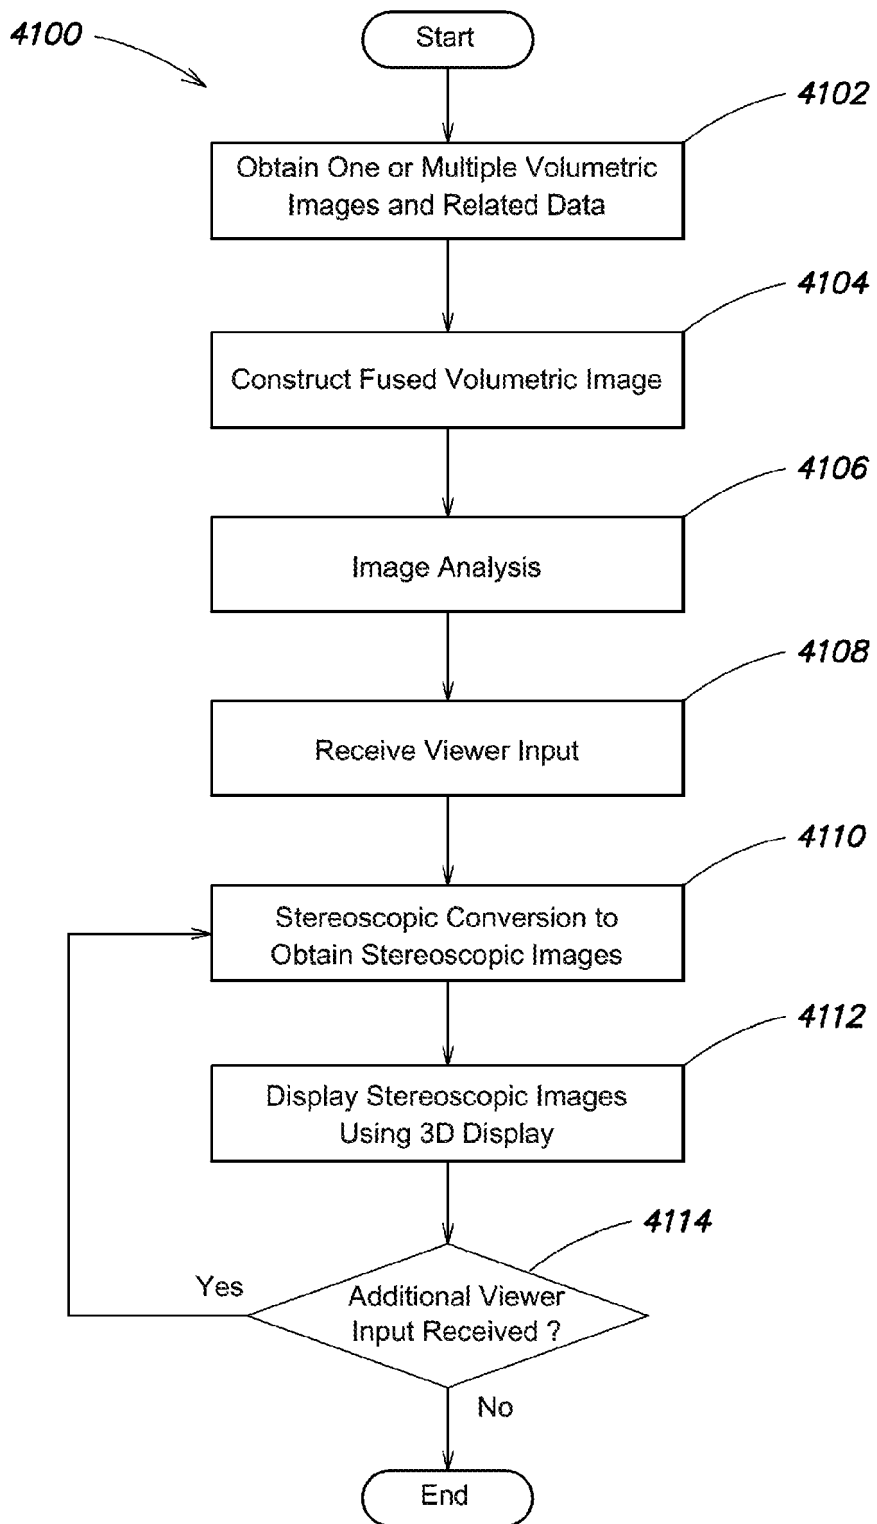 4100
Start
4102
Obtain One or Multiple Volumetric
Images and Related Data
4104
Construct Fused Volumetric Image
4106
Image Analysis
4108
Receive Viewer Input
4110
Stereoscopic Conversion to
Obtain Stereoscopic Images
4112
Display Stereoscopic Images
Using 3D Display
4114
Yes
Additional Viewer
Input Received ?
No
End